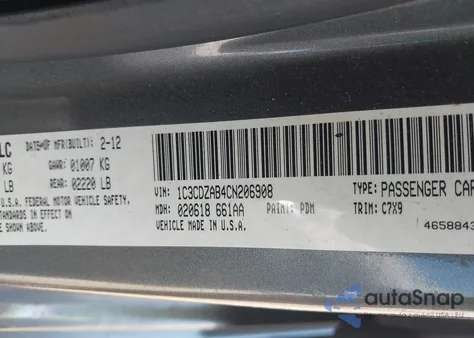 LC DATE OF MFR(BUILT): 2-12
KG GAWR: 01007 KG
LB REAR: 02220 LB
U.S.A. FEDERAL MOTOR VEHICLE SAFETY,
STANDARDS IN EFFECT
SHOWN ABOVE.
VIN: 1C3CDZAB4CN206908 TYPE: PASSENGER CAR
MDH: 020618 661AA PAINT: PDM TRIM: C7X9
VEHICLE MADE IN U.S.A. 4658843
autoSnap